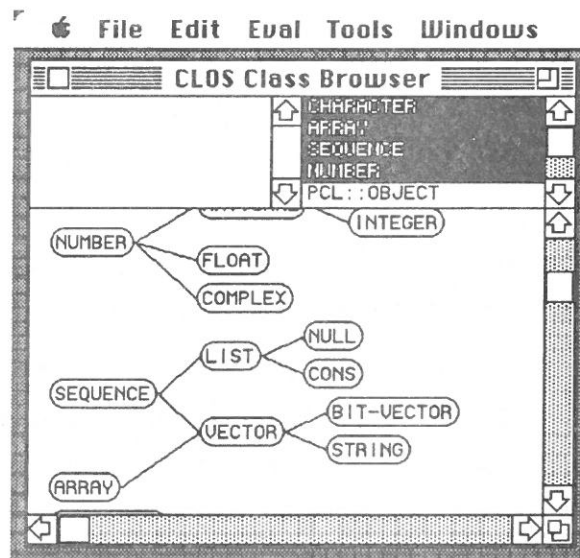 File Edit Eval Tools Windows
CLOS Class Browser
CHARACTER
ARRAY
SEQUENCE
NUMBER
PCL::OBJECT
INTEGER
NUMBER
FLOAT
COMPLEX
NULL
LIST
CONS
SEQUENCE
BIT-VECTOR
VECTOR
STRING
ARRAY